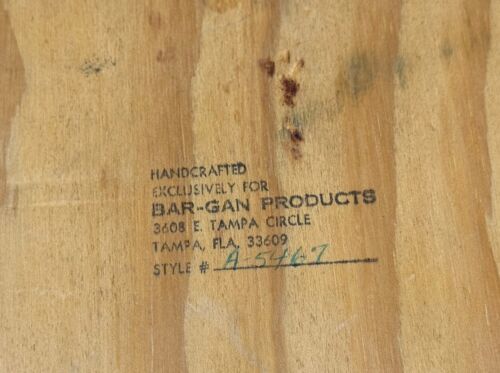 HANDCRAFTED
EXCLUSIVELY FOR
BAR-GAN PRODUCTS
3608 E. TAMPA CIRCLE
TAMPA, FLA. 33609
STYLE # A-5467